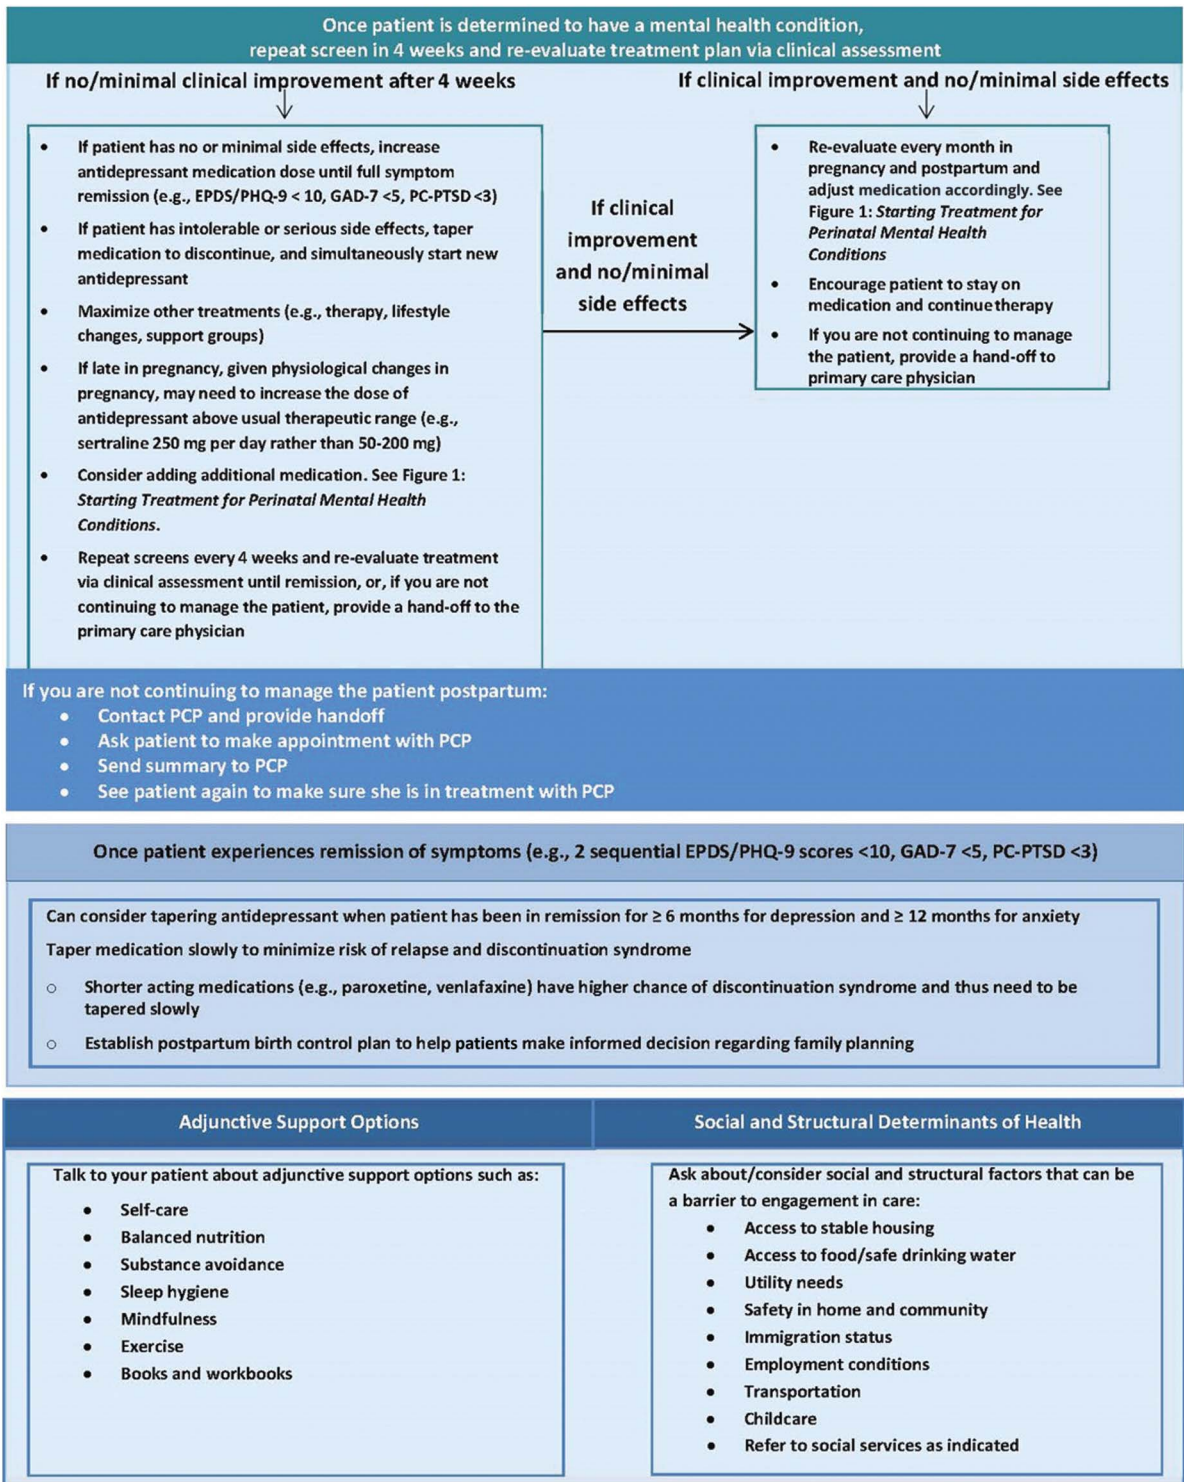 Once patient is determined to have a mental health condition,
repeat screen in 4 weeks and re-evaluate treatment plan via clinical assessment
If no/minimal clinical improvement after 4 weeks
• If patient has no or minimal side effects, increase
antidepressant medication dose until full symptom
remission (e.g., EPDS/PHQ-9 < 10, GAD-7 <5, PC-PTSD <3)
• If patient has intolerable or serious side effects, taper
medication to discontinue, and simultaneously start new
antidepressant
• Maximize other treatments (e.g., therapy, lifestyle
changes, support groups)
• If late in pregnancy, given physiological changes in
pregnancy, may need to increase the dose of
antidepressant above usual therapeutic range (e.g.,
sertraline 250 mg per day rather than 50-200 mg)
• Consider adding additional medication. See Figure 1:
Starting Treatment for Perinatal Mental Health
Conditions.
• Repeat screens every 4 weeks and re-evaluate treatment
via clinical assessment until remission, or, if you are not
continuing to manage the patient, provide a hand-off to the
primary care physician
If clinical
improvement
and no/minimal
side effects
If clinical improvement and no/minimal side effects
• Re-evaluate every month in
pregnancy and postpartum and
adjust medication accordingly. See
Figure 1: Starting Treatment for
Perinatal Mental Health
Conditions
• Encourage patient to stay on
medication and continue therapy
• If you are not continuing to manage
the patient, provide a hand-off to
primary care physician
If you are not continuing to manage the patient postpartum:
• Contact PCP and provide handoff
• Ask patient to make appointment with PCP
• Send summary to PCP
• See patient again to make sure she is in treatment with PCP
Once patient experiences remission of symptoms (e.g., 2 sequential EPDS/PHQ-9 scores <10, GAD-7 <5, PC-PTSD <3)
Can consider tapering antidepressant when patient has been in remission for ≥ 6 months for depression and ≥ 12 months for anxiety
Taper medication slowly to minimize risk of relapse and discontinuation syndrome
○ Shorter acting medications (e.g., paroxetine, venlafaxine) have higher chance of discontinuation syndrome and thus need to be
tapered slowly
○ Establish postpartum birth control plan to help patients make informed decision regarding family planning
Adjunctive Support Options
Talk to your patient about adjunctive support options such as:
• Self-care
• Balanced nutrition
• Substance avoidance
• Sleep hygiene
• Mindfulness
• Exercise
• Books and workbooks
Social and Structural Determinants of Health
Ask about/consider social and structural factors that can be
a barrier to engagement in care:
• Access to stable housing
• Access to food/safe drinking water
• Utility needs
• Safety in home and community
• Immigration status
• Employment conditions
• Transportation
• Childcare
• Refer to social services as indicated